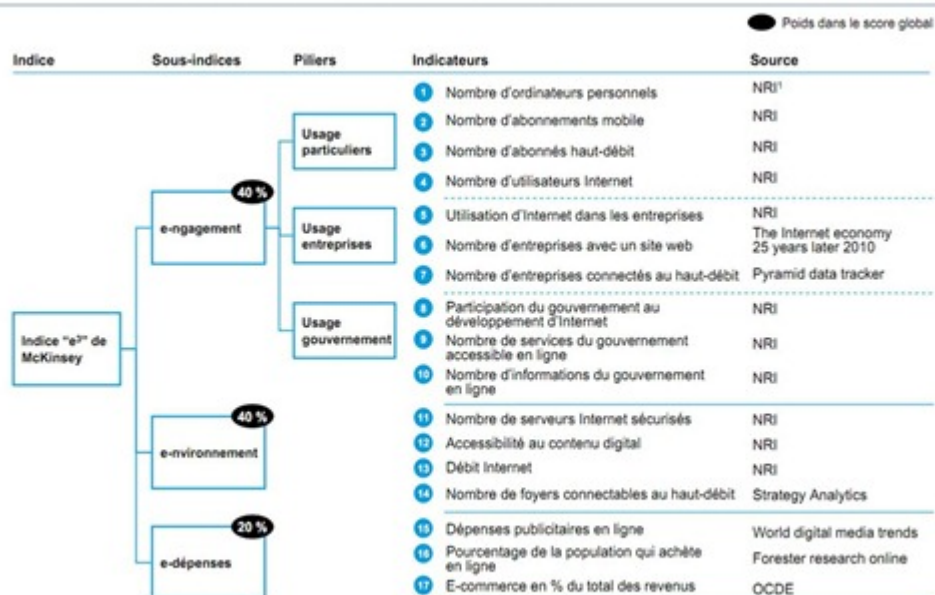 Poids dans le score global
Indice Sous-indices Piliers Indicateurs Source
1 Nombre d'ordinateurs personnels NRI¹
2 Nombre d'abonnements mobile NRI
Usage
particuliers
3 Nombre d'abonnés haut-débit NRI
4 Nombre d'utilisateurs Internet NRI
40 %
e-ngagement
5 Utilisation d'Internet dans les entreprises NRI
Usage
entreprises
6 Nombre d'entreprises avec un site web The Internet economy
25 years later 2010
7 Nombre d'entreprises connectés au haut-débit Pyramid data tracker
8 Participation du gouvernement au
développement d'Internet NRI
Usage
gouvernement
9 Nombre de services du gouvernement
accessible en ligne NRI
10 Nombre d'informations du gouvernement
en ligne NRI
Indice "e³" de
McKinsey
40 %
e-nvironnement
11 Nombre de serveurs Internet sécurisés NRI
12 Accessibilité au contenu digital NRI
13 Débit Internet NRI
14 Nombre de foyers connectables au haut-débit Strategy Analytics
20 %
e-dépenses
15 Dépenses publicitaires en ligne World digital media trends
16 Pourcentage de la population qui achète
en ligne Forester research online
17 E-commerce en % du total des revenus OCDE